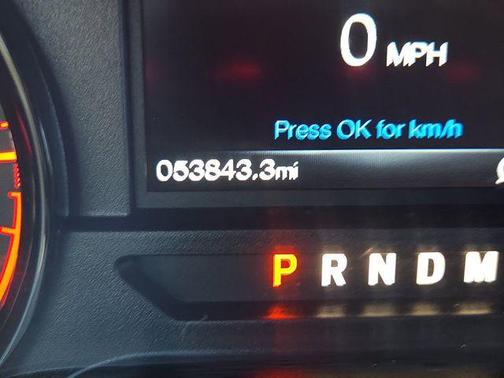 0 MPH
Press OK for km/h
053843.3mi
P R N D M